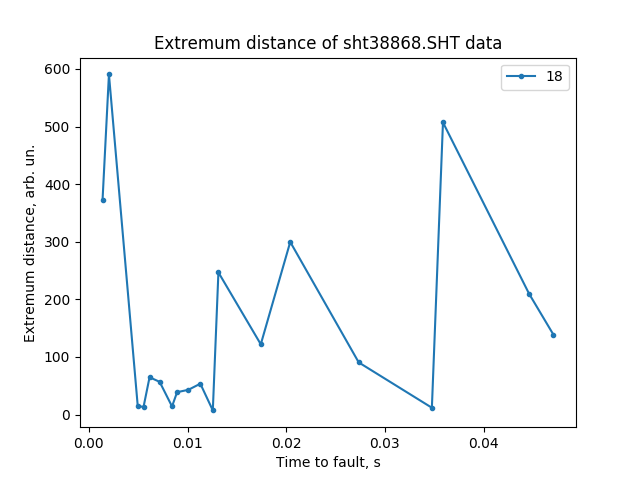 Extremum distance of sht38868.SHT data
18
600
500
400
300
200
100
0
Extremum distance, arb. un.
0.00 0.01 0.02 0.03 0.04
Time to fault, s